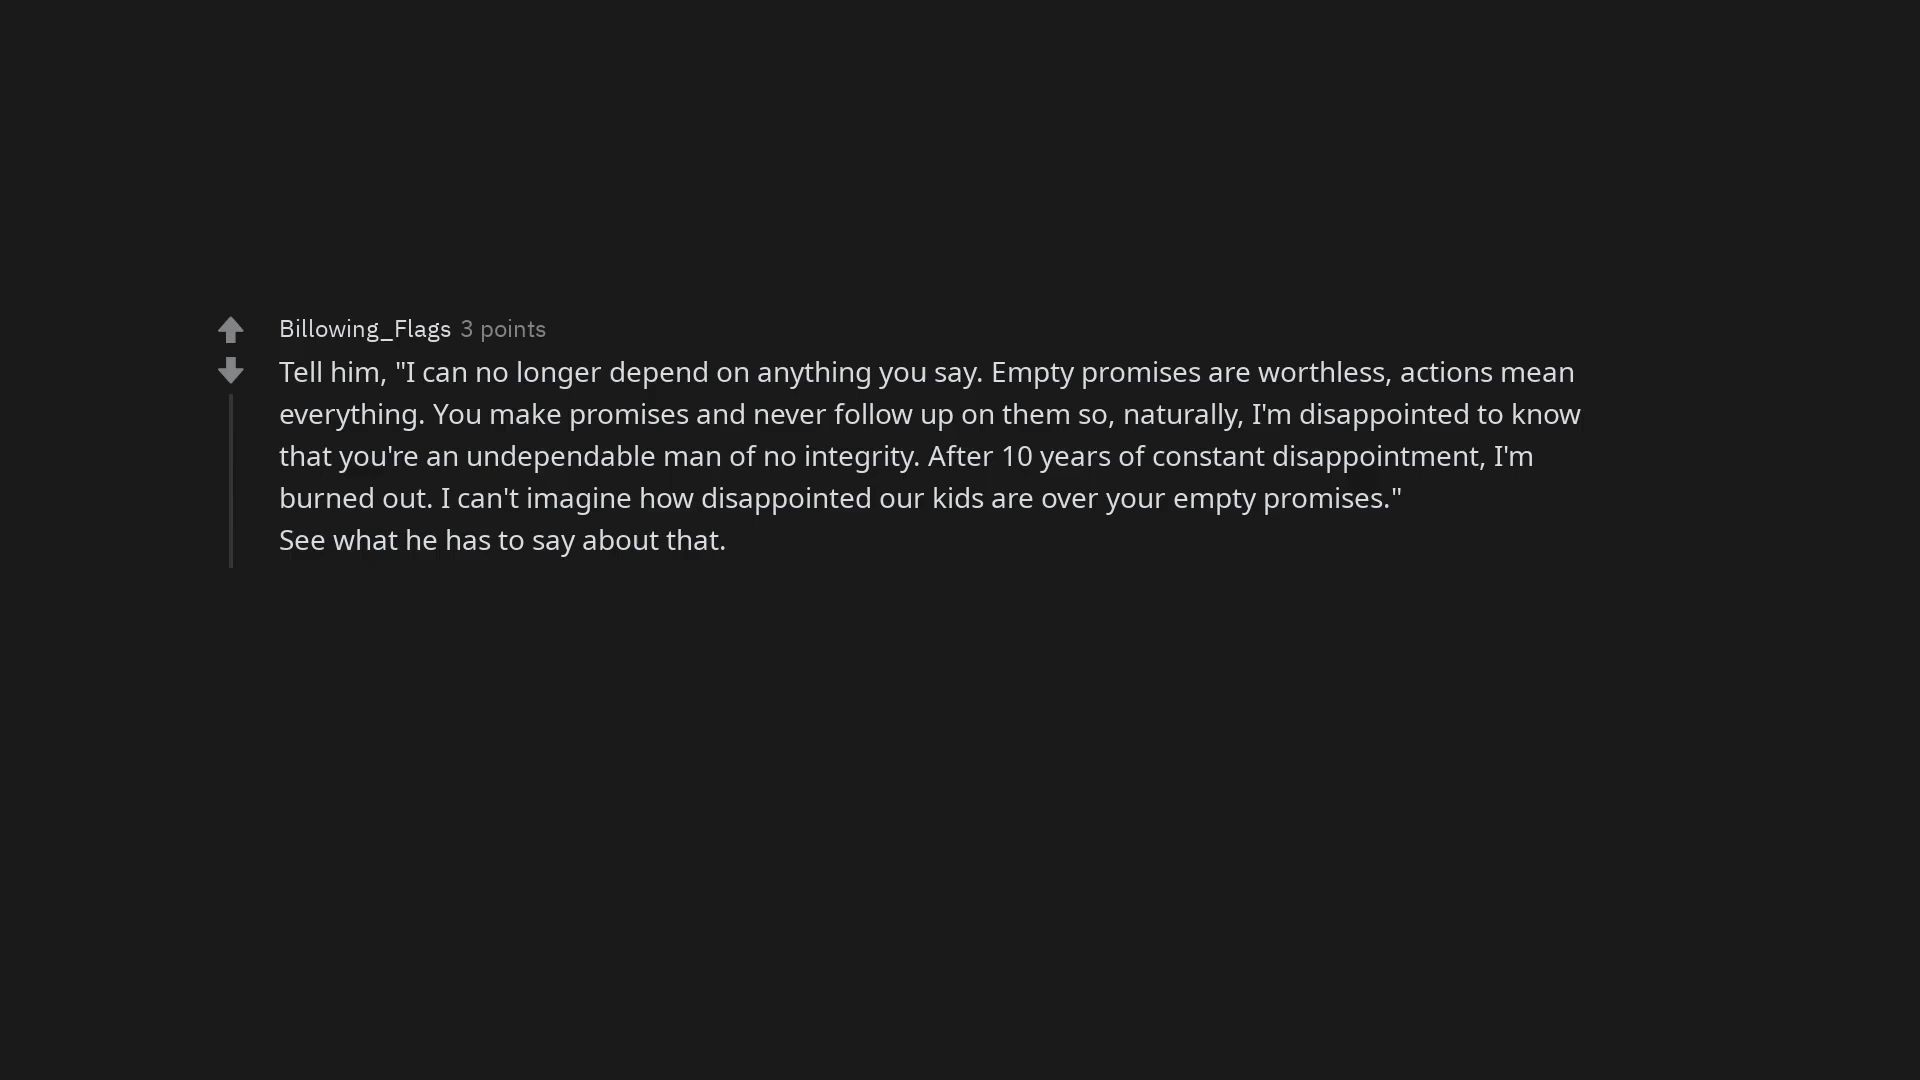 Billowing_Flags 3 points
Tell him, "I can no longer depend on anything you say. Empty promises are worthless, actions mean
everything. You make promises and never follow up on them so, naturally, I'm disappointed to know
that you're an undependable man of no integrity. After 10 years of constant disappointment, I'm
burned out. I can't imagine how disappointed our kids are over your empty promises."
See what he has to say about that.